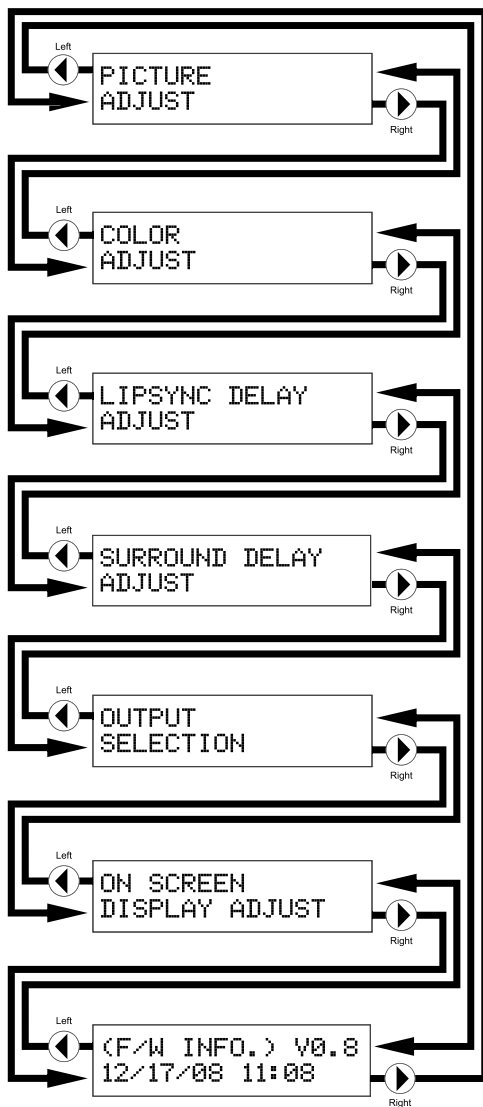 Left
PICTURE
ADJUST
Right
Left
COLOR
ADJUST
Right
Left
LIPSYNC DELAY
ADJUST
Right
Left
SURROUND DELAY
ADJUST
Right
Left
OUTPUT
SELECTION
Right
Left
ON SCREEN
DISPLAY ADJUST
Right
Left
(F/W INFO.) V0.8
12/17/08 11:08
Right